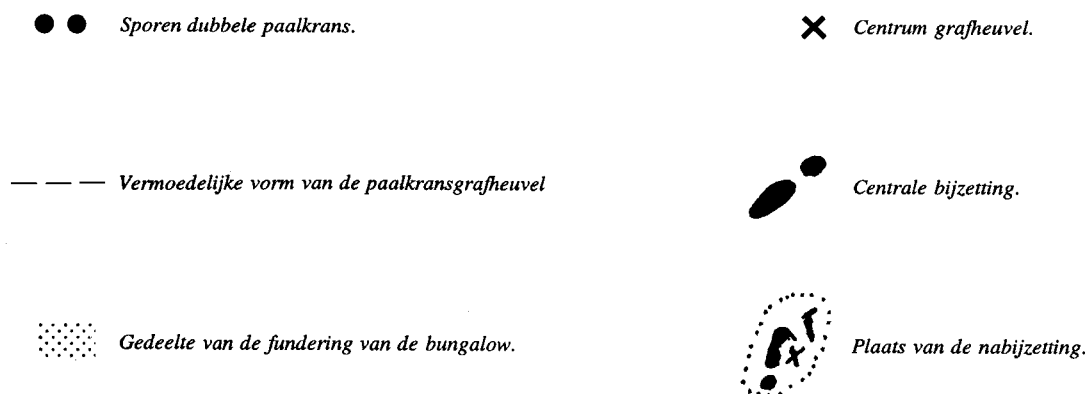 Sporen dubbele paalkrans.
Centrum grafheuvel.
Vermoedelijke vorm van de paalkransgrafheuvel
Centrale bijzetting.
Gedeelte van de fundering van de bungalow.
Plaats van de nabijzetting.